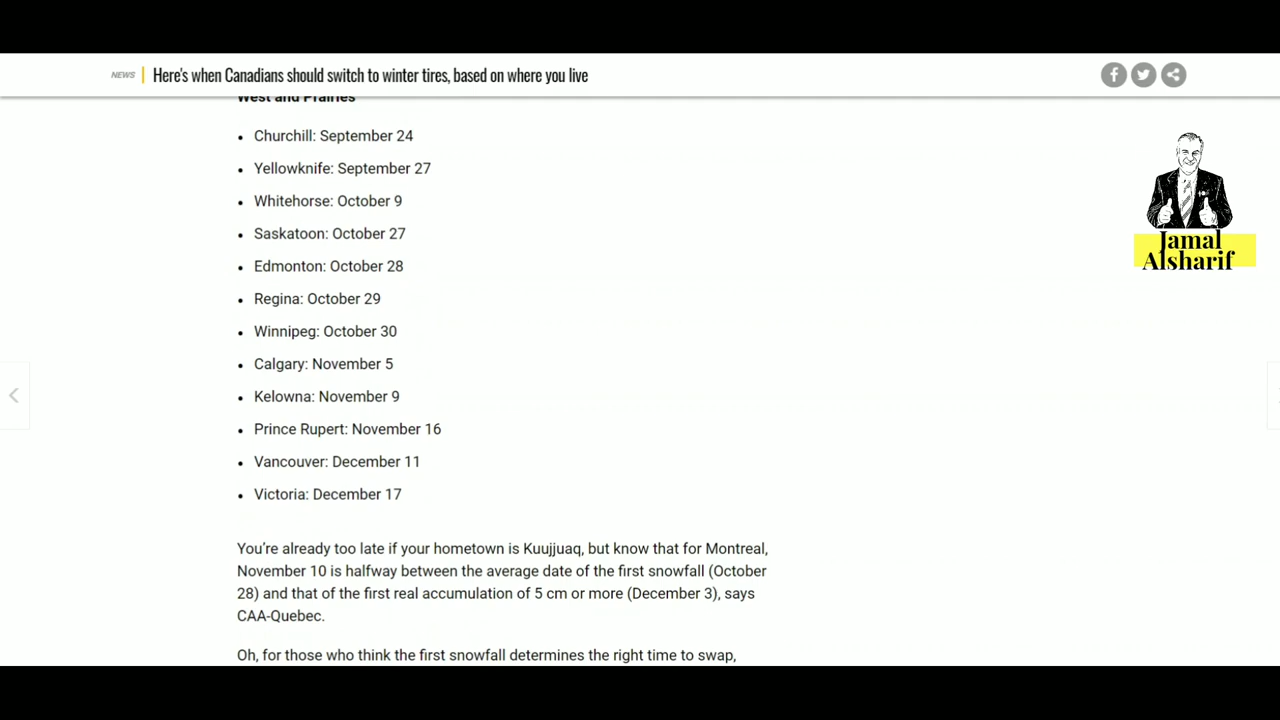 NEWS
Here's when Canadians should switch to winter tires, based on where you live
West and Prairies
• Churchill: September 24
• Yellowknife: September 27
• Whitehorse: October 9
• Saskatoon: October 27
• Edmonton: October 28
• Regina: October 29
• Winnipeg: October 30
• Calgary: November 5
• Kelowna: November 9
• Prince Rupert: November 16
• Vancouver: December 11
• Victoria: December 17
Jamal
Alsharif
You’re already too late if your hometown is Kuujjuaq, but know that for Montreal,
November 10 is halfway between the average date of the first snowfall (October
28) and that of the first real accumulation of 5 cm or more (December 3), says
CAA-Quebec.
Oh, for those who think the first snowfall determines the right time to swap,